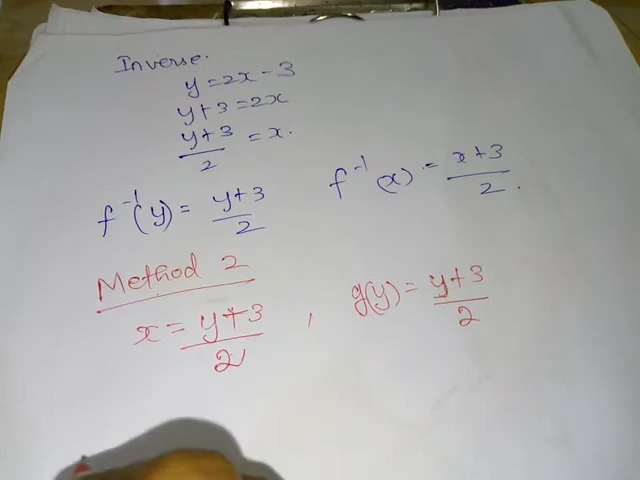 Inverse.
y = 2x - 3
y + 3 = 2x
(y+3)/2 = x.
f⁻¹(y) = (y+3)/2    f⁻¹(x) = (x+3)/2.
Method 2
x = (y+3)/2 , g(y) = (y+3)/2